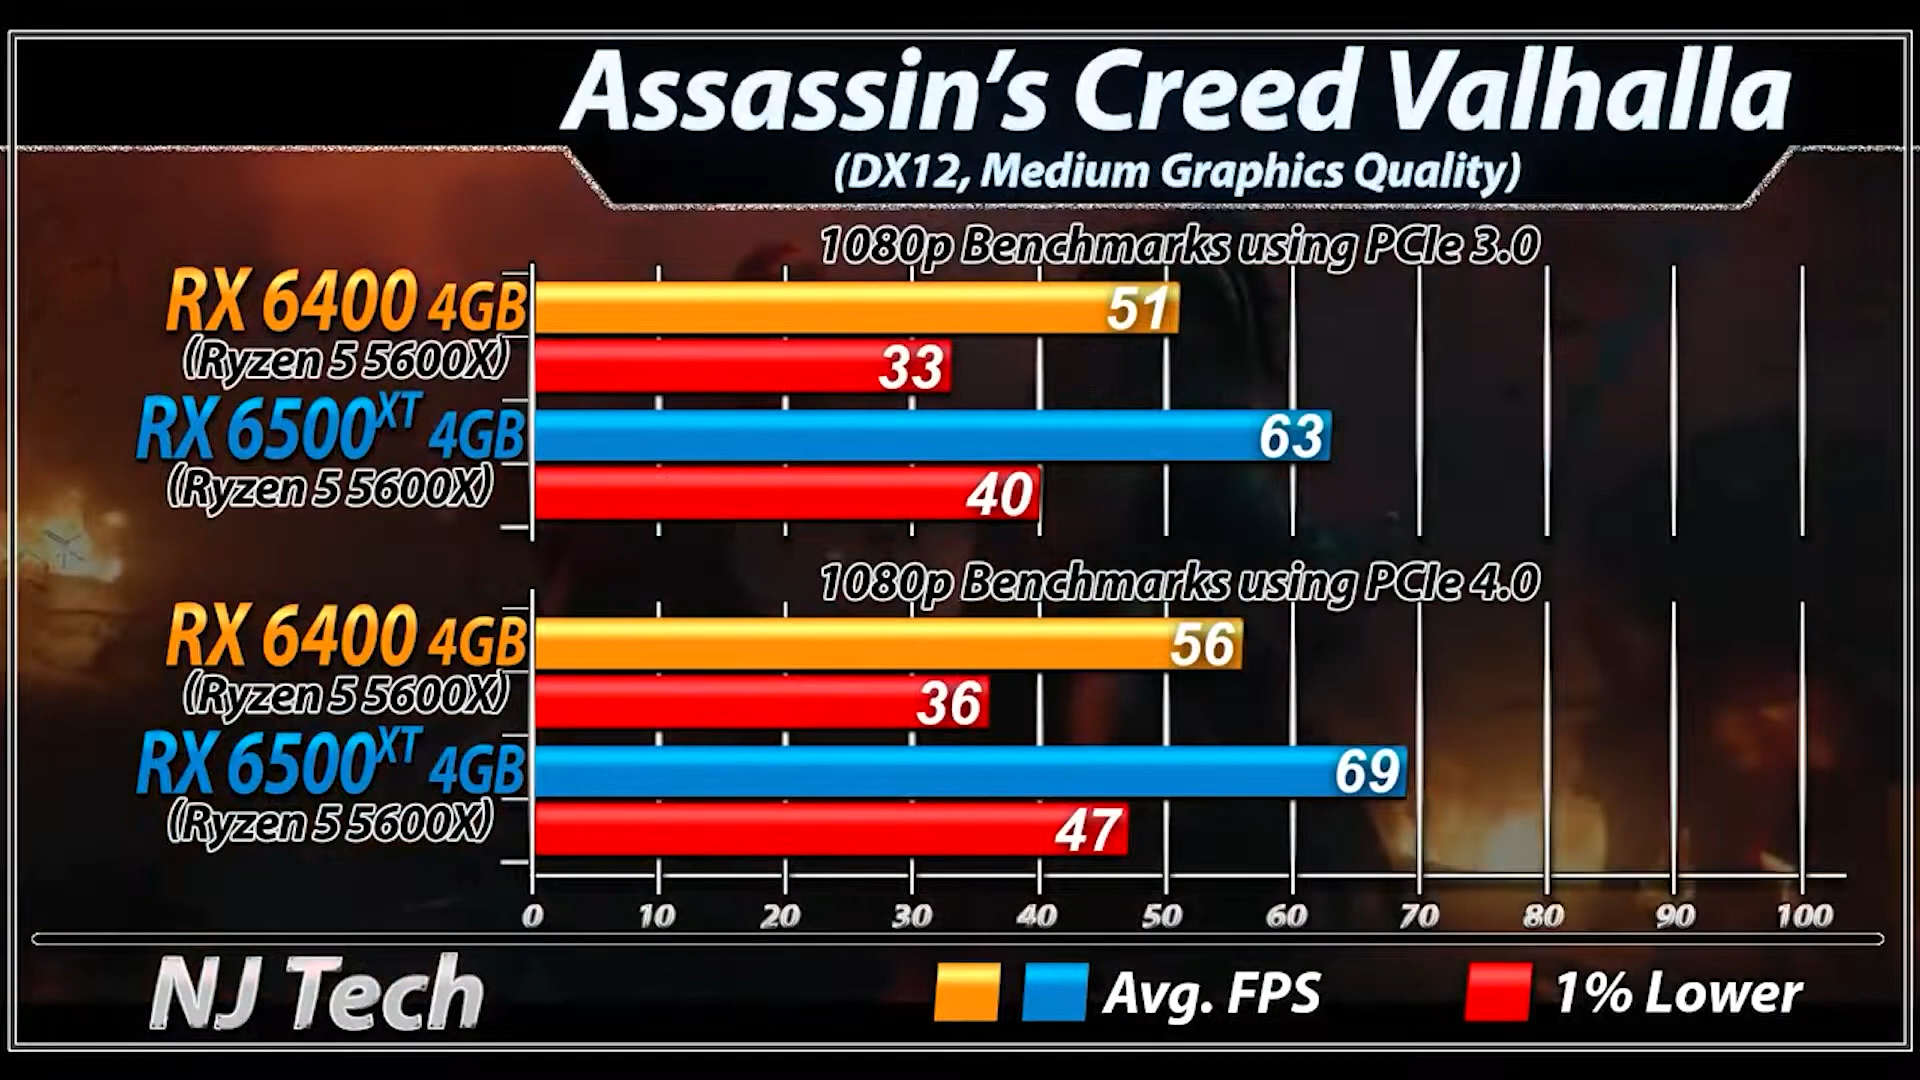 Assassin's Creed Valhalla
(DX12, Medium Graphics Quality)
1080p Benchmarks using PCIe 3.0
RX 6400 4GB
51
(Ryzen 5 5600X)
33
RX 6500XT 4GB
63
(Ryzen 5 5600X)
40
1080p Benchmarks using PCIe 4.0
RX 6400 4GB
56
(Ryzen 5 5600X)
36
RX 6500XT 4GB
69
(Ryzen 5 5600X)
47
0 10 20 30 40 50 60 70 80 90 100
NJ Tech
Avg. FPS
1% Lower